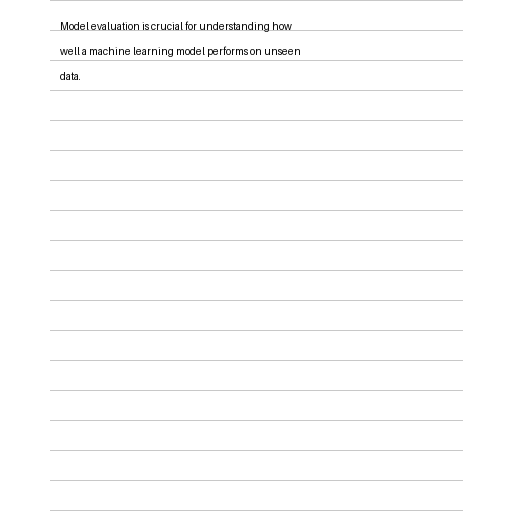 Model evaluation is crucial for understanding how
well a machine learning model performs on unseen
data.